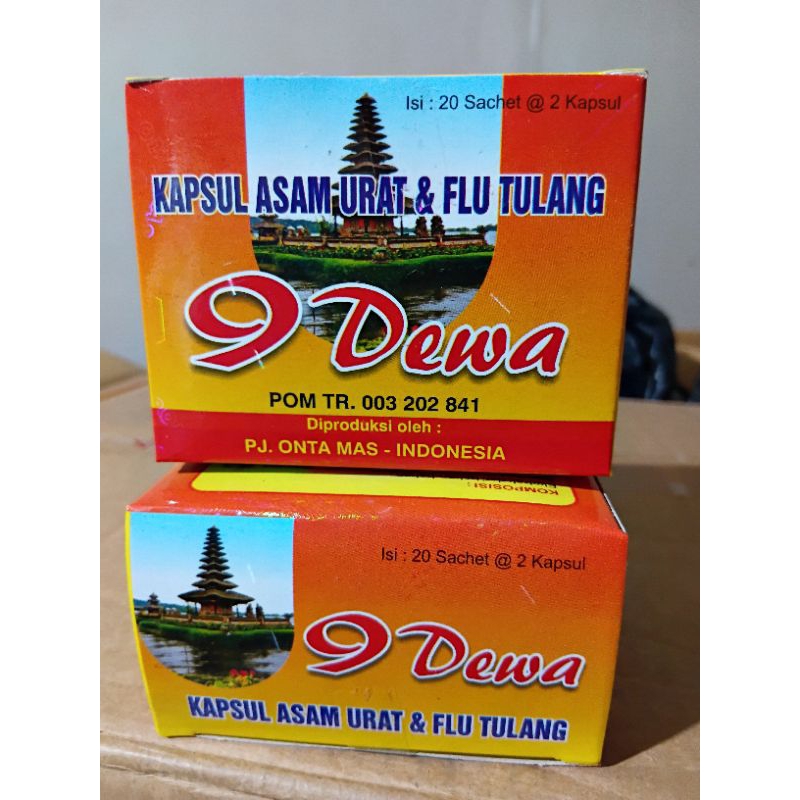 Isi : 20 Sachet @ 2 Kapsul
KAPSUL ASAM URAT & FLU TULANG
9 Dewa
POM TR. 003 202 841
Diproduksi oleh :
PJ. ONTA MAS - INDONESIA
KOMPOSISI :
Isi : 20 Sachet @ 2 Kapsul
9 Dewa
KAPSUL ASAM URAT & FLU TULANG